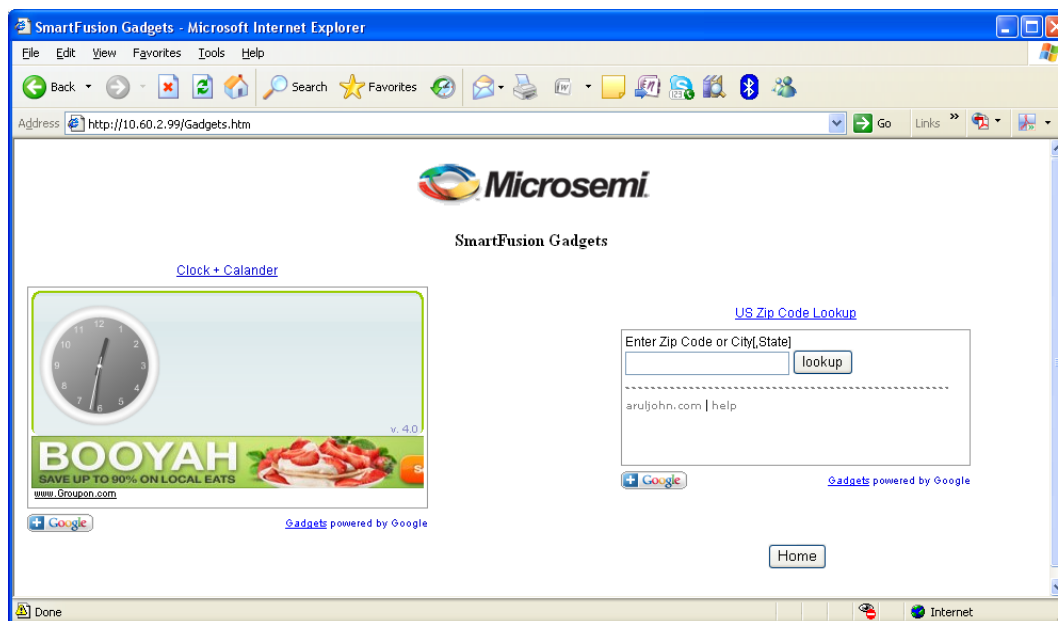 SmartFusion Gadgets - Microsoft Internet Explorer
File Edit View Favorites Tools Help
Back Search Favorites
Address http://10.60.2.99/Gadgets.htm Go Links »
Microsemi
SmartFusion Gadgets
Clock + Calander
12
1
2
3
4
5
6
7
8
9
10
11
v. 4.0
BOOYAH
SAVE UP TO 90% ON LOCAL EATS
www.Groupon.com
Google Gadgets powered by Google
US Zip Code Lookup
Enter Zip Code or City[,State]
lookup
aruljohn.com | help
Google Gadgets powered by Google
Home
Done Internet